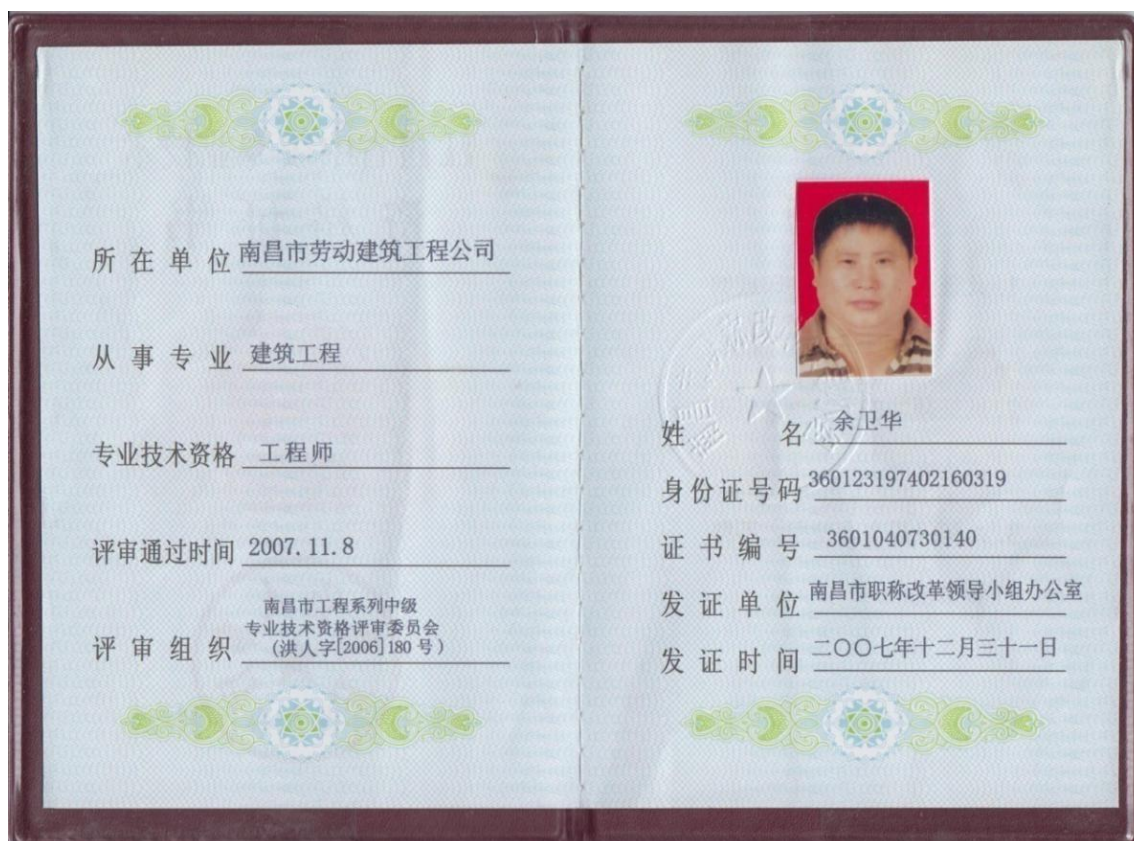 所在单位 南昌市劳动建筑工程公司
从事专业 建筑工程
专业技术资格 工程师
评审通过时间 2007.11.8
评审组织 南昌市工程系列中级
专业技术资格评审委员会
(洪人字[2006]180号)
姓名 余卫华
身份证号码 360123197402160319
证书编号 3601040730140
发证单位 南昌市职称改革领导小组办公室
发证时间 二〇〇七年十二月三十一日